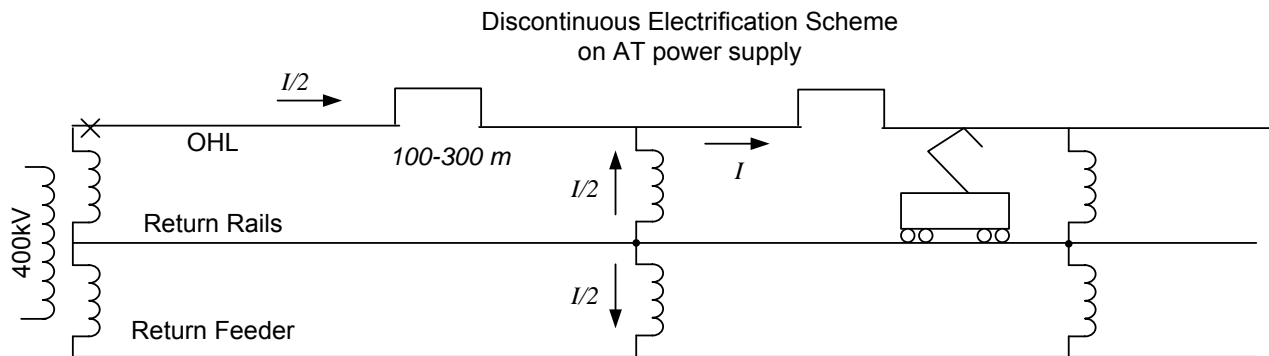 Discontinuous Electrification Scheme
on AT power supply
I/2
OHL
100-300 m
I
I/2
Return Rails
400kV
I/2
Return Feeder